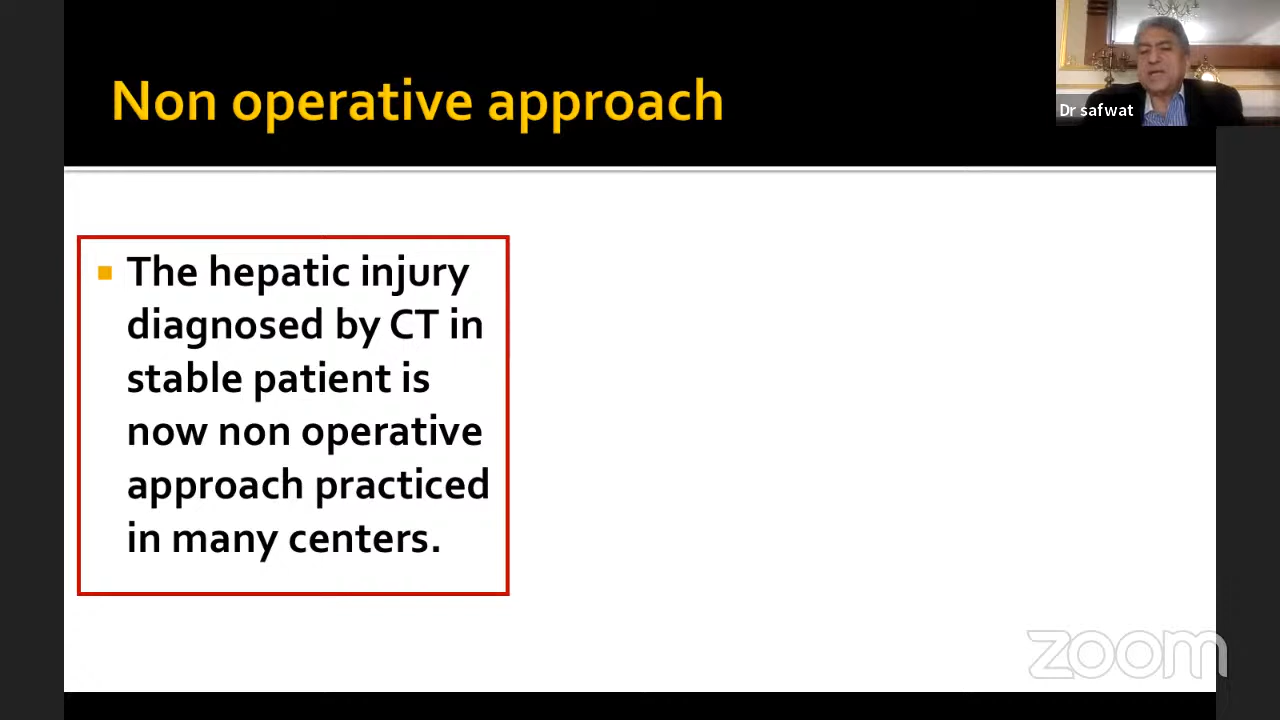 Non operative approach
Dr safwat
The hepatic injury
diagnosed by CT in
stable patient is
now non operative
approach practiced
in many centers.
zoom